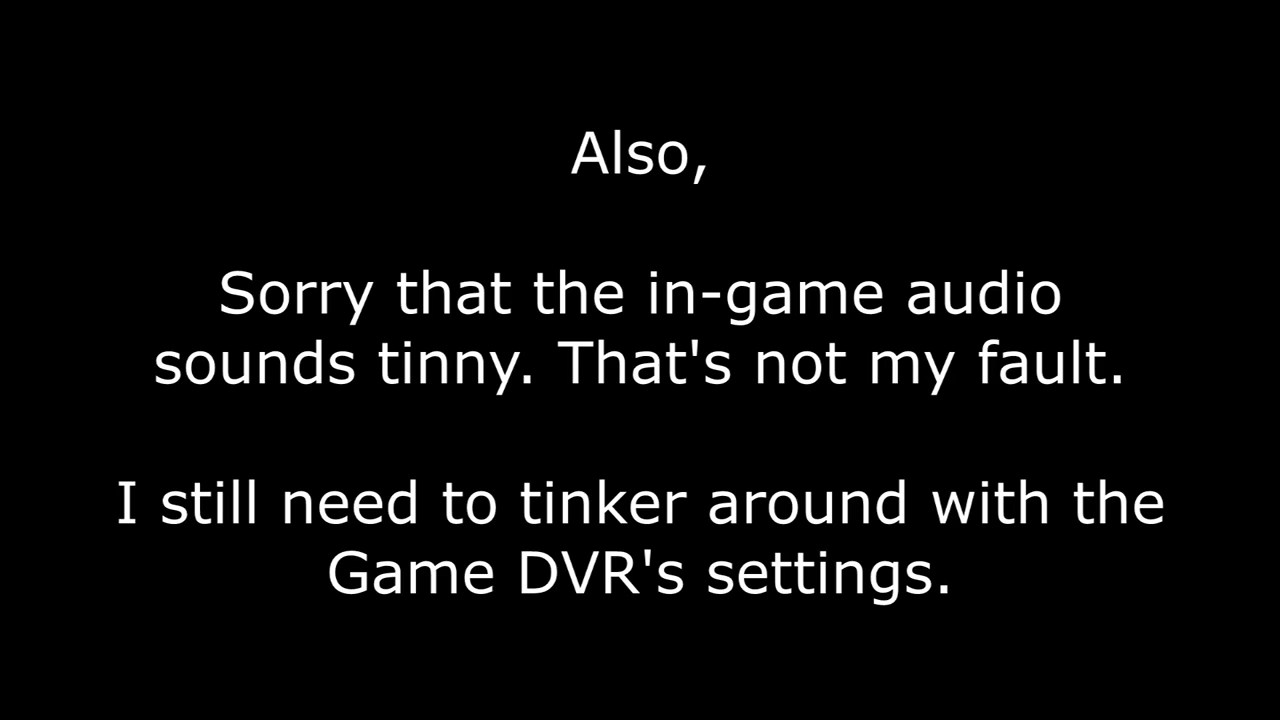 Also,
Sorry that the in-game audio
sounds tinny. That's not my fault.
I still need to tinker around with the
Game DVR's settings.